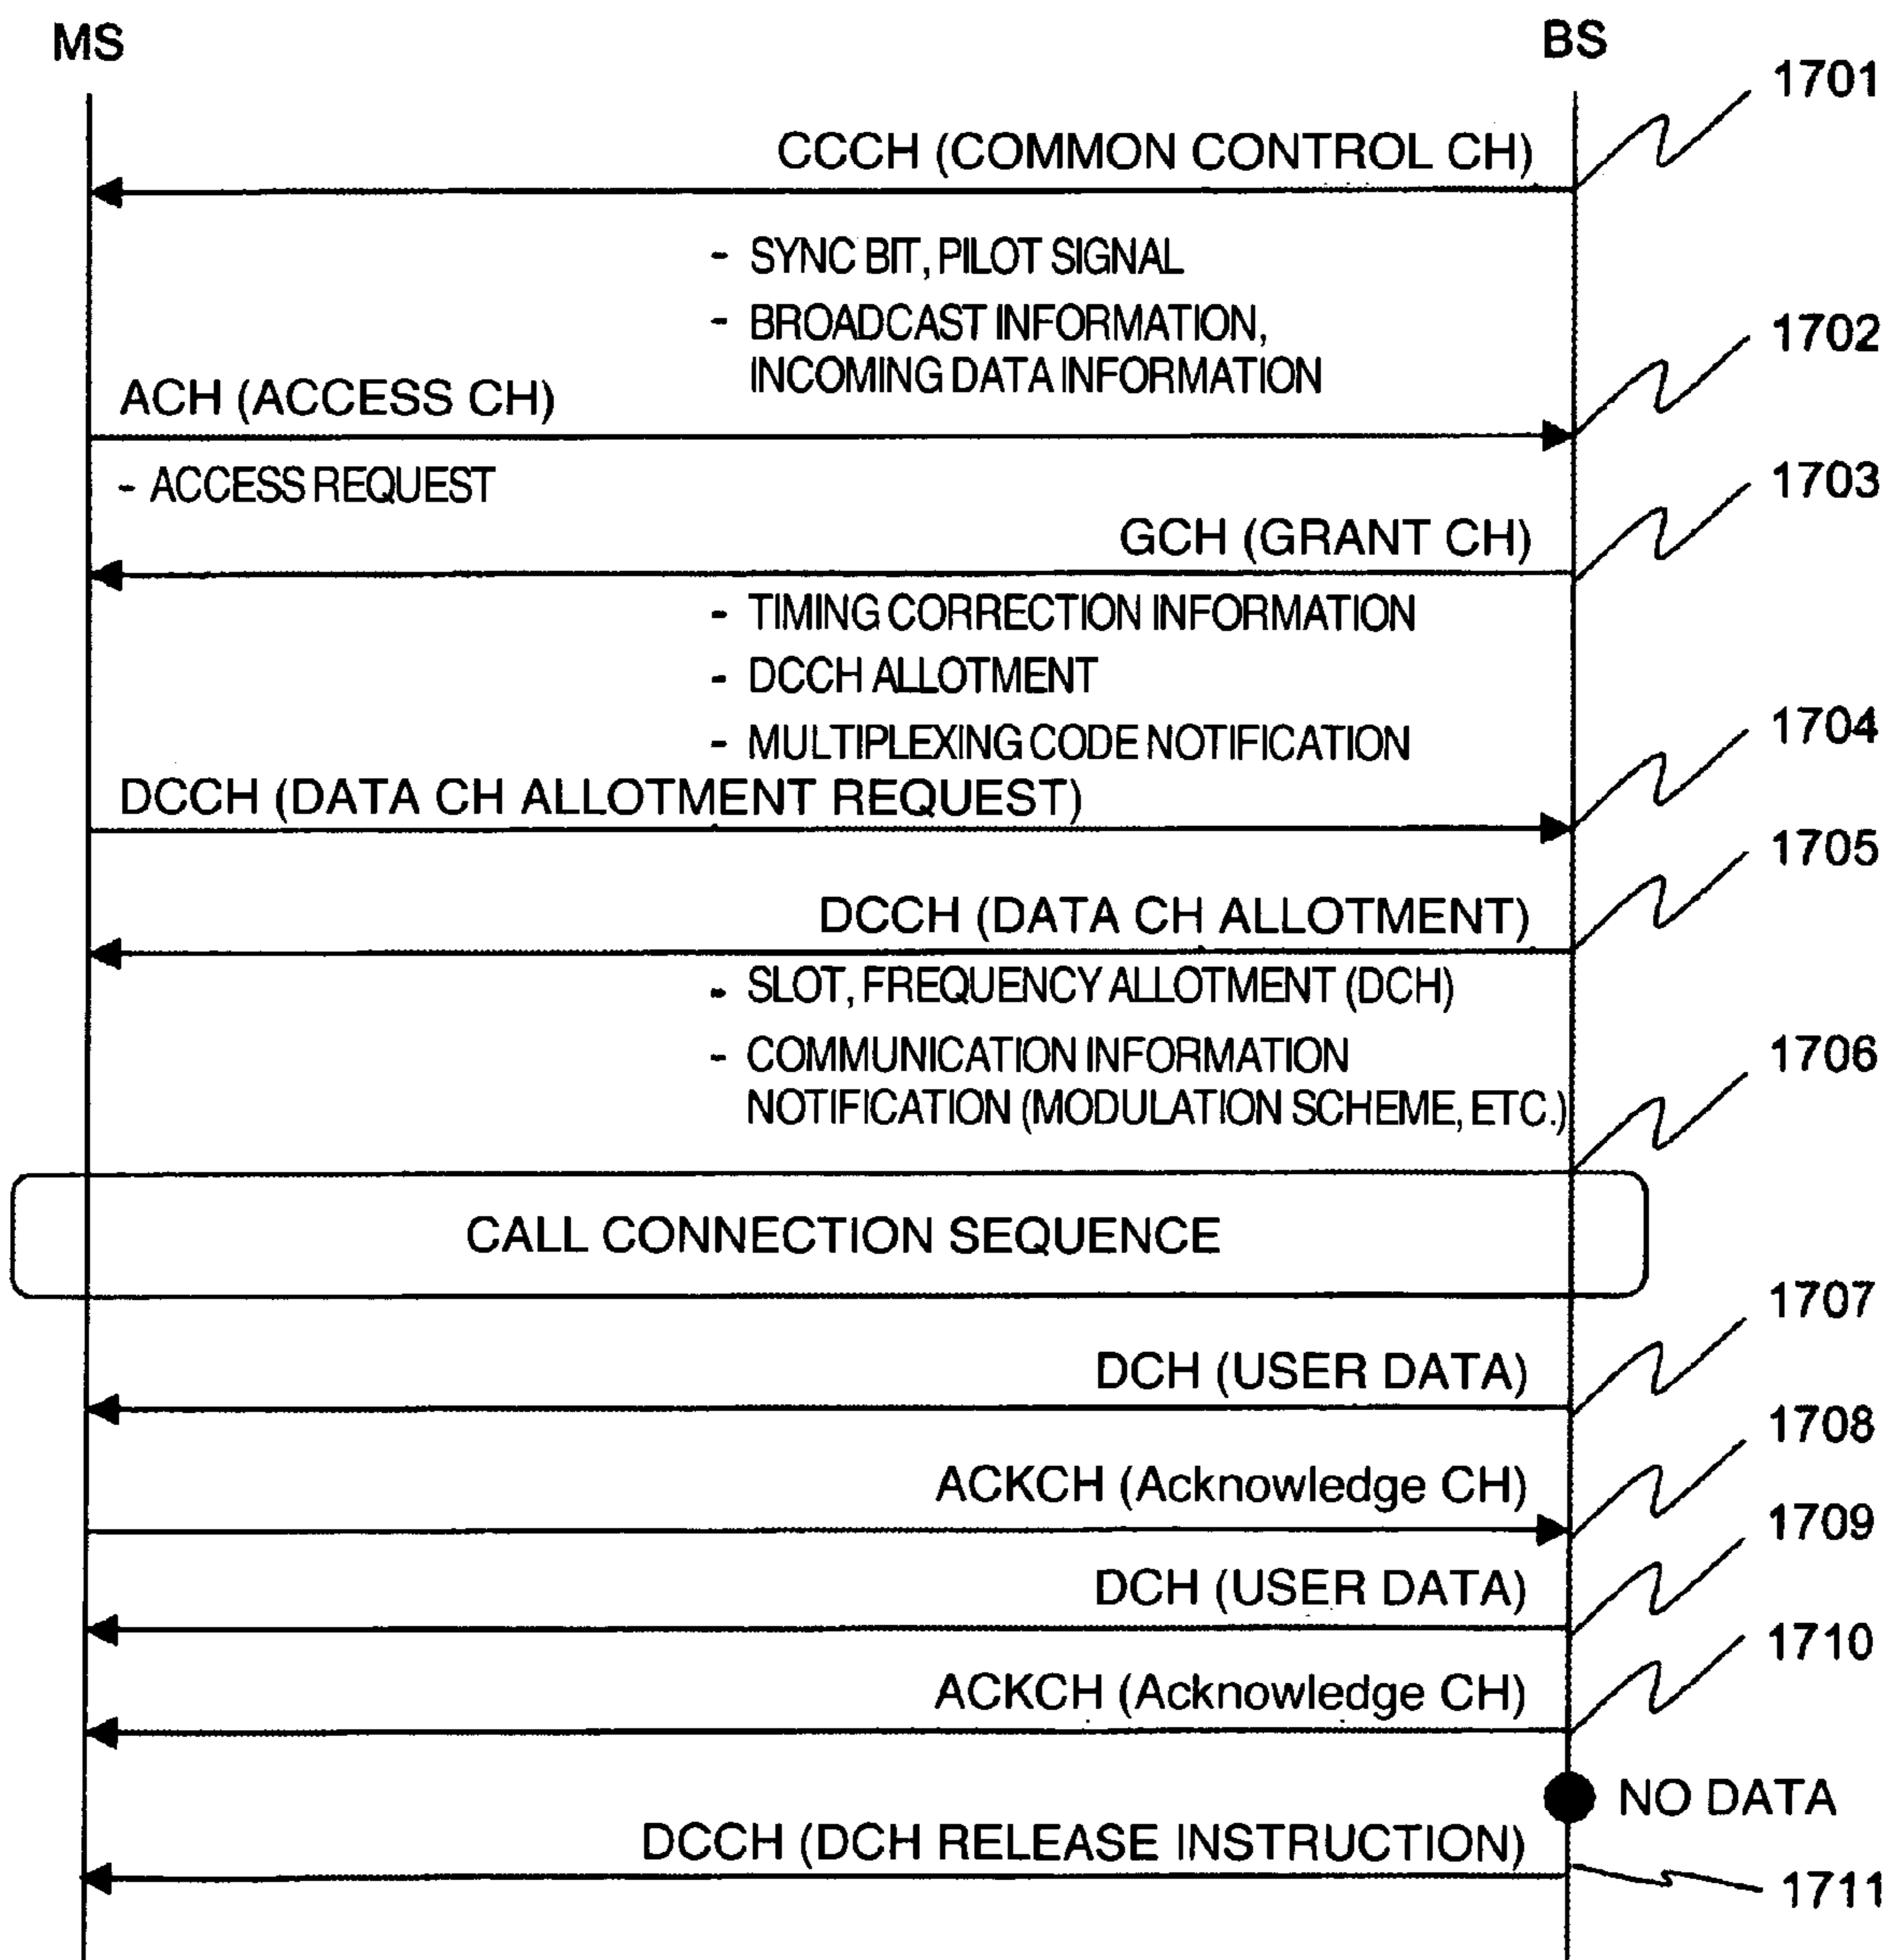 MS
BS
1701
CCCH (COMMON CONTROL CH)
- SYNC BIT, PILOT SIGNAL
- BROADCAST INFORMATION,
INCOMING DATA INFORMATION
1702
ACH (ACCESS CH)
- ACCESS REQUEST
1703
GCH (GRANT CH)
- TIMING CORRECTION INFORMATION
- DCCH ALLOTMENT
- MULTIPLEXING CODE NOTIFICATION
1704
DCCH (DATA CH ALLOTMENT REQUEST)
1705
DCCH (DATA CH ALLOTMENT)
- SLOT, FREQUENCY ALLOTMENT (DCH)
- COMMUNICATION INFORMATION
NOTIFICATION (MODULATION SCHEME, ETC.)
1706
CALL CONNECTION SEQUENCE
1707
DCH (USER DATA)
1708
ACKCH (Acknowledge CH)
1709
DCH (USER DATA)
1710
ACKCH (Acknowledge CH)
NO DATA
DCCH (DCH RELEASE INSTRUCTION)
1711